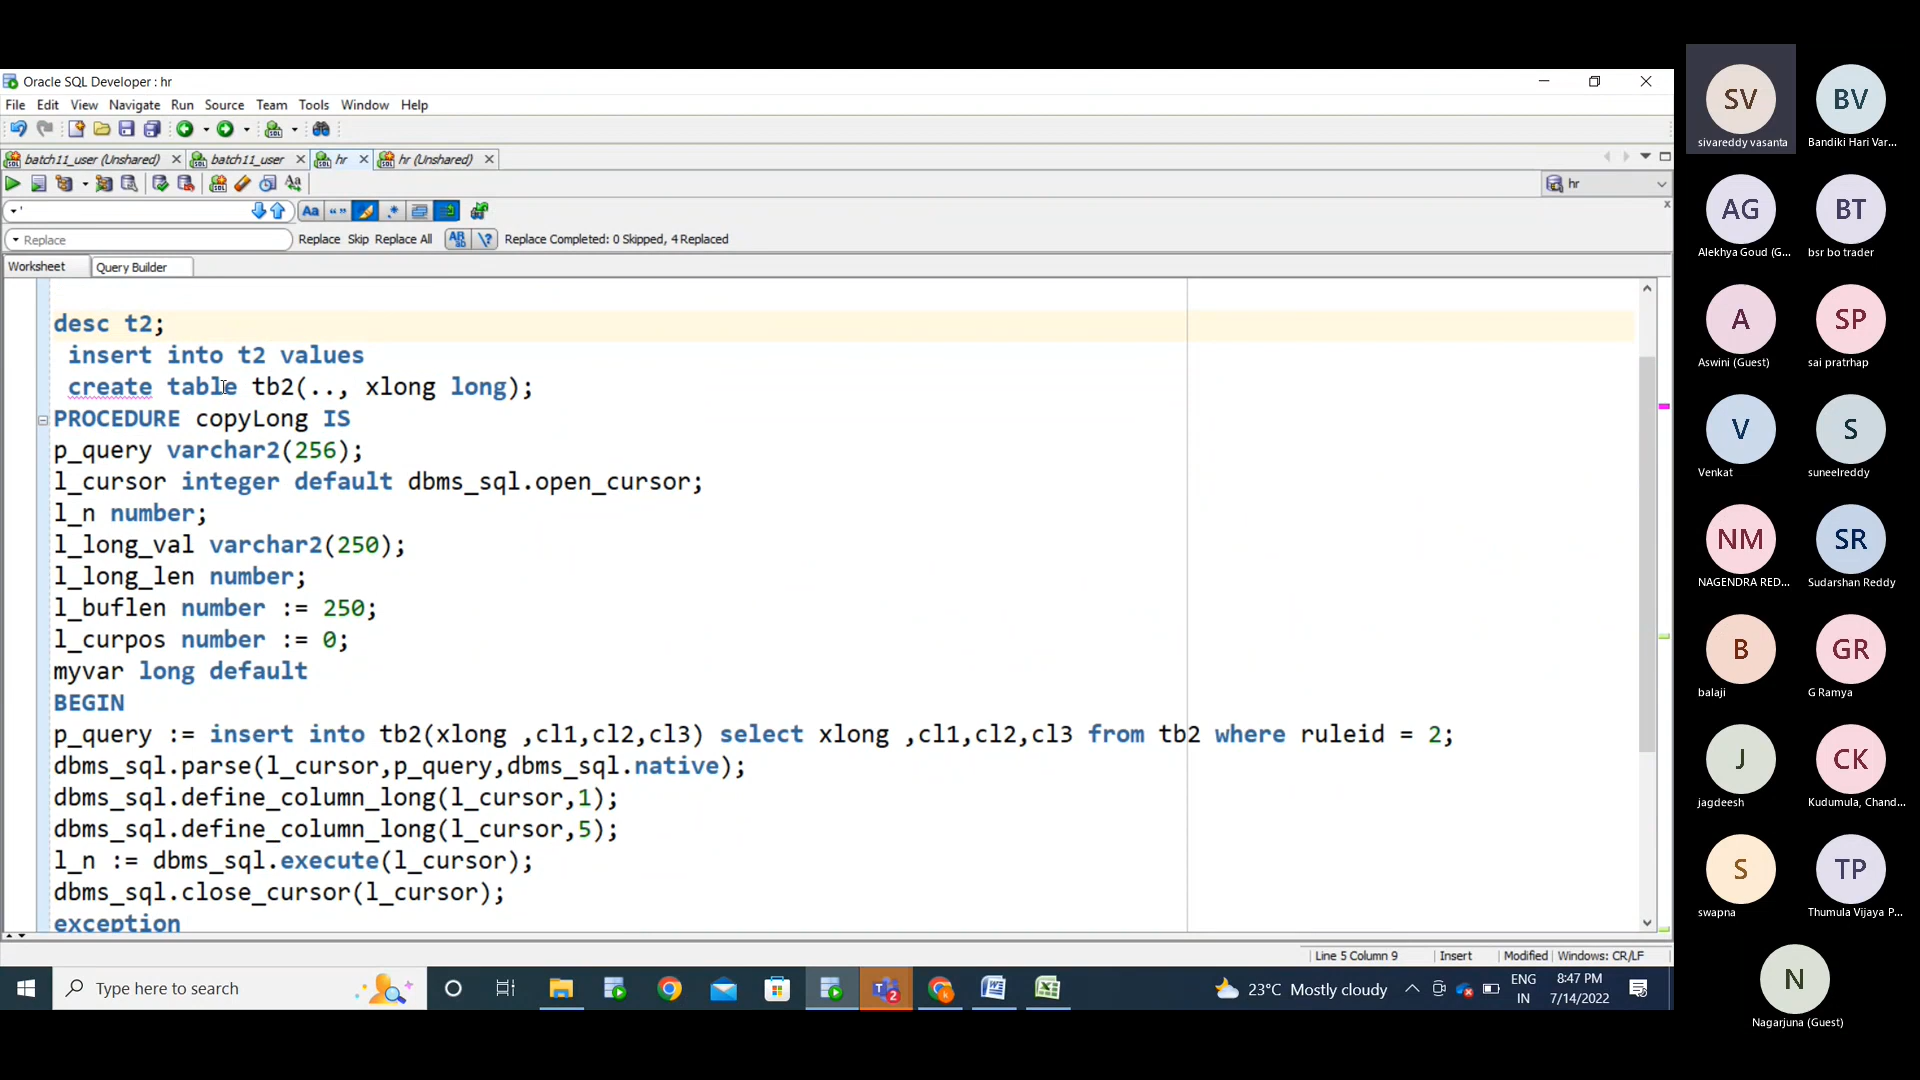 Oracle SQL Developer : hr
File Edit View Navigate Run Source Team Tools Window Help
batch11_user (Unshared) batch11_user hr hr (Unshared)
hr
'
Replace Replace Skip Replace All Replace Completed: 0 Skipped, 4 Replaced
Worksheet Query Builder
desc t2;
insert into t2 values
create table tb2(.., xlong long);
PROCEDURE copyLong IS
p_query varchar2(256);
l_cursor integer default dbms_sql.open_cursor;
l_n number;
l_long_val varchar2(250);
l_long_len number;
l_buflen number := 250;
l_curpos number := 0;
myvar long default
BEGIN
p_query := insert into tb2(xlong ,cl1,cl2,cl3) select xlong ,cl1,cl2,cl3 from tb2 where ruleid = 2;
dbms_sql.parse(l_cursor,p_query,dbms_sql.native);
dbms_sql.define_column_long(l_cursor,1);
dbms_sql.define_column_long(l_cursor,5);
l_n := dbms_sql.execute(l_cursor);
dbms_sql.close_cursor(l_cursor);
exception
Line 5 Column 9 Insert Modified Windows: CR/LF
Type here to search
23°C Mostly cloudy
ENG
IN
8:47 PM
7/14/2022
SV BV
sivareddy vasanta Bandiki Hari Var...
AG BT
Alekhya Goud (G... bsr bo trader
A SP
Aswini (Guest) sai pratrhap
V S
Venkat suneelreddy
NM SR
NAGENDRA RED... Sudarshan Reddy
B GR
balaji G Ramya
J CK
jagdeesh Kudumula, Chand...
S TP
swapna Thumula Vijaya P...
N
Nagarjuna (Guest)